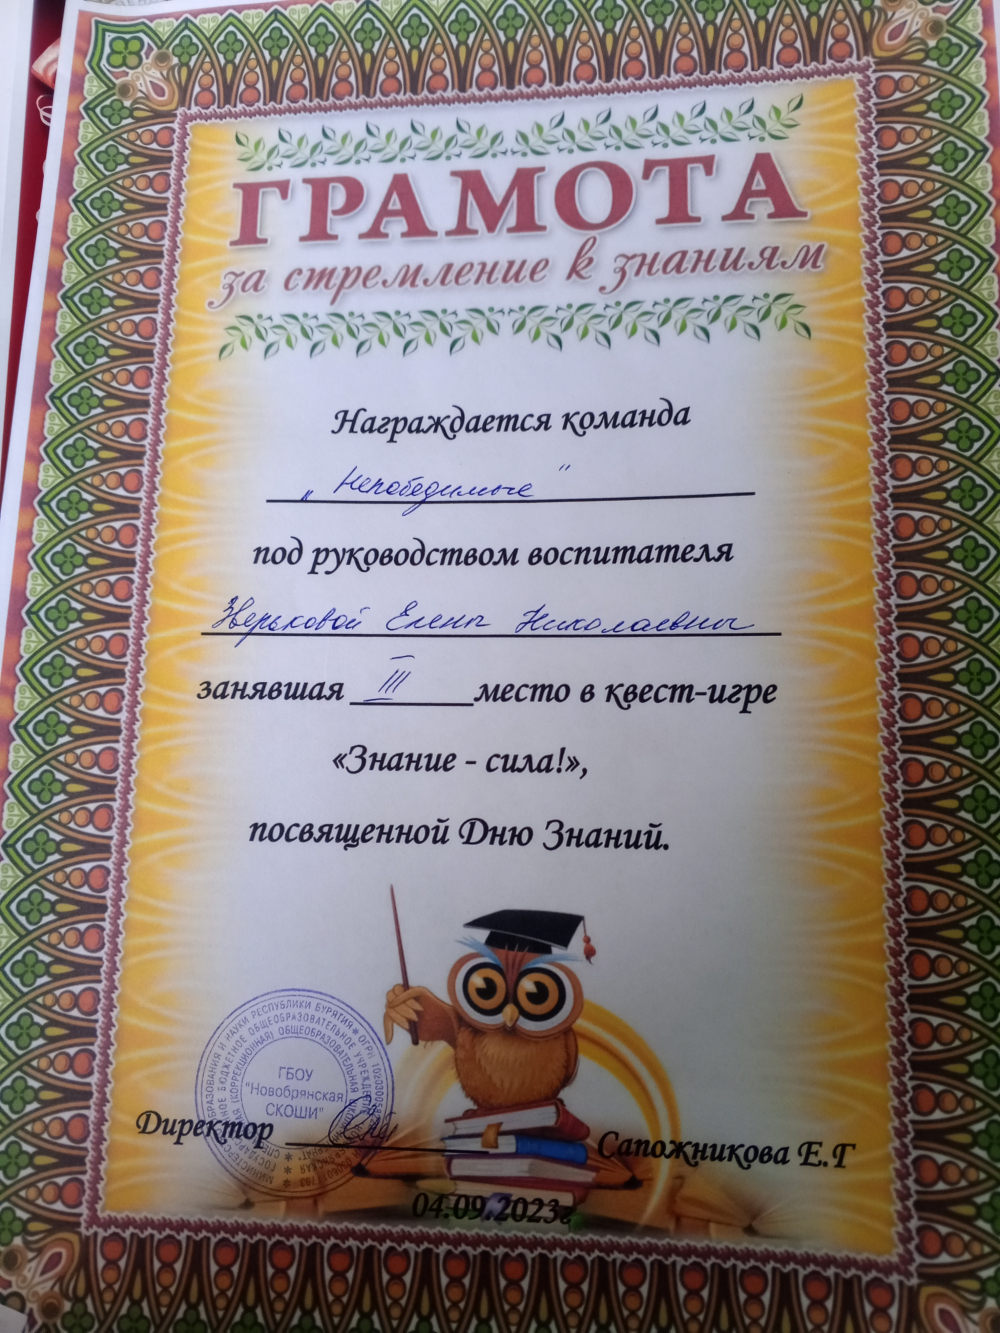 ГРАМОТА
за стремление к знаниям
Награждается команда
„Непобедимые"
под руководством воспитателя
Зверьковой Елены Николаевны
занявшая III место в квест-игре
«Знание - сила!»,
посвященной Дню Знаний.
ГБОУ
"Новобрянская
СКОШИ"
Директор Сапожникова Е.Г
04.09.2023г